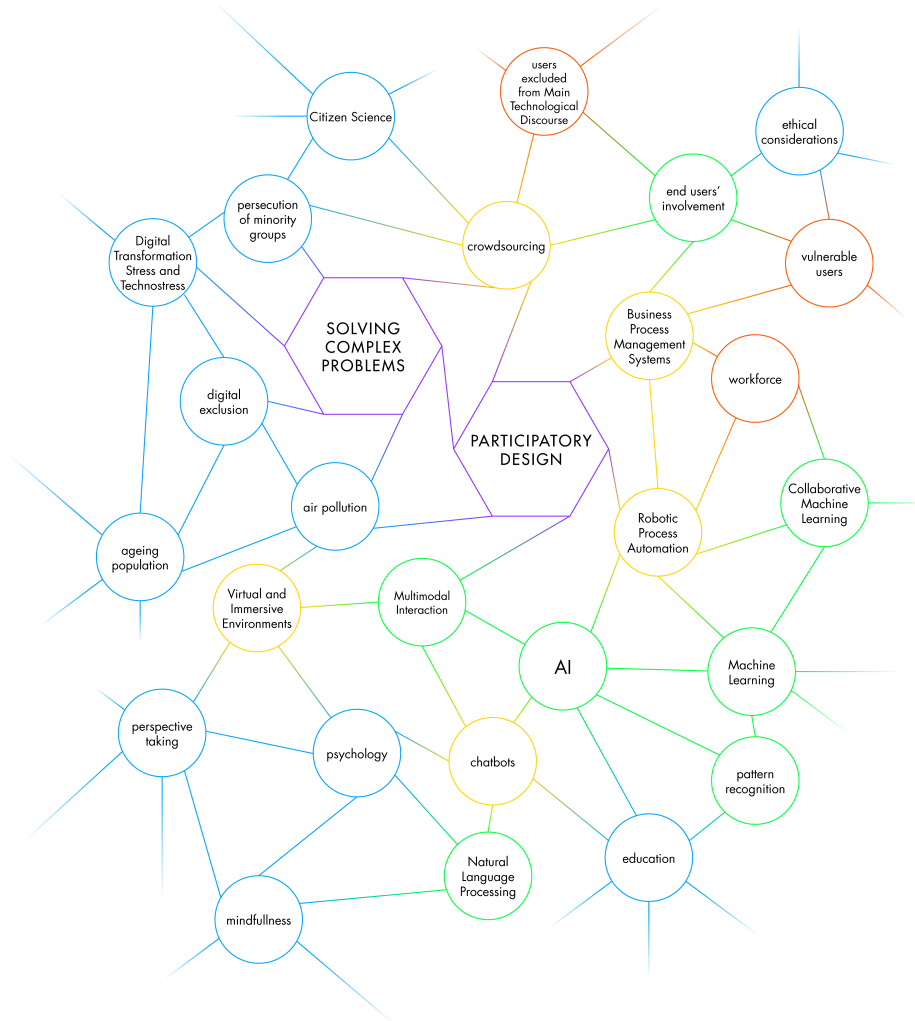 users
excluded
from Main
Technological
Discourse
Citizen Science
ethical
considerations
end users'
involvement
persecution
of minority
groups
crowdsourcing
Digital
Transformation
Stress and
Technostress
vulnerable
users
SOLVING
COMPLEX
PROBLEMS
Business
Process
Management
Systems
workforce
digital
exclusion
PARTICIPATORY
DESIGN
air pollution
Collaborative
Machine
Learning
Robotic
Process
Automation
ageing
population
Virtual and
Immersive
Environments
Multimodal
Interaction
AI
Machine
Learning
perspective
taking
psychology
chatbots
pattern
recognition
education
Natural
Language
Processing
mindfullness